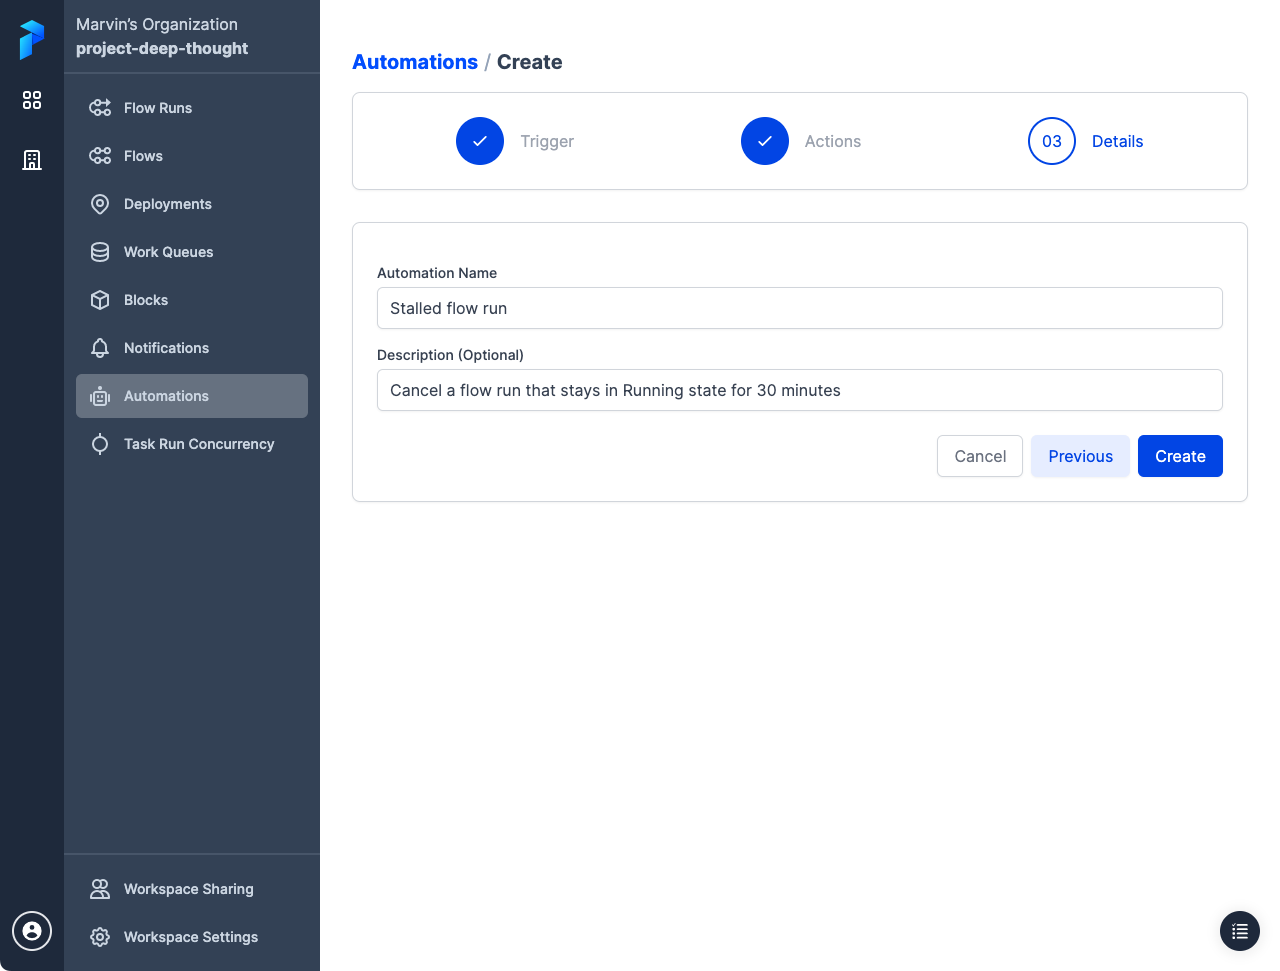 Marvin’s Organization
project-deep-thought
Flow Runs
Flows
Deployments
Work Queues
Blocks
Notifications
Automations
Task Run Concurrency
Workspace Sharing
Workspace Settings
Automations / Create
Trigger
Actions
03 Details
Automation Name
Stalled flow run
Description (Optional)
Cancel a flow run that stays in Running state for 30 minutes
Cancel Previous Create